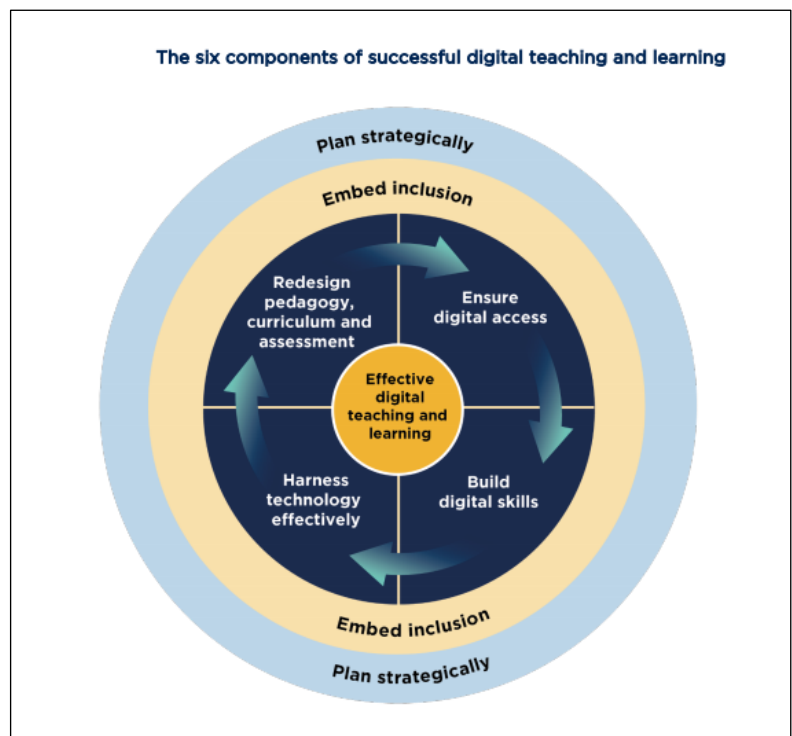 The six components of successful digital teaching and learning
Plan strategically
Embed inclusion
Redesign
pedagogy,
curriculum and
assessment
Ensure
digital access
Effective
digital
teaching and
learning
Harness
technology
effectively
Build
digital skills
Embed inclusion
Plan strategically